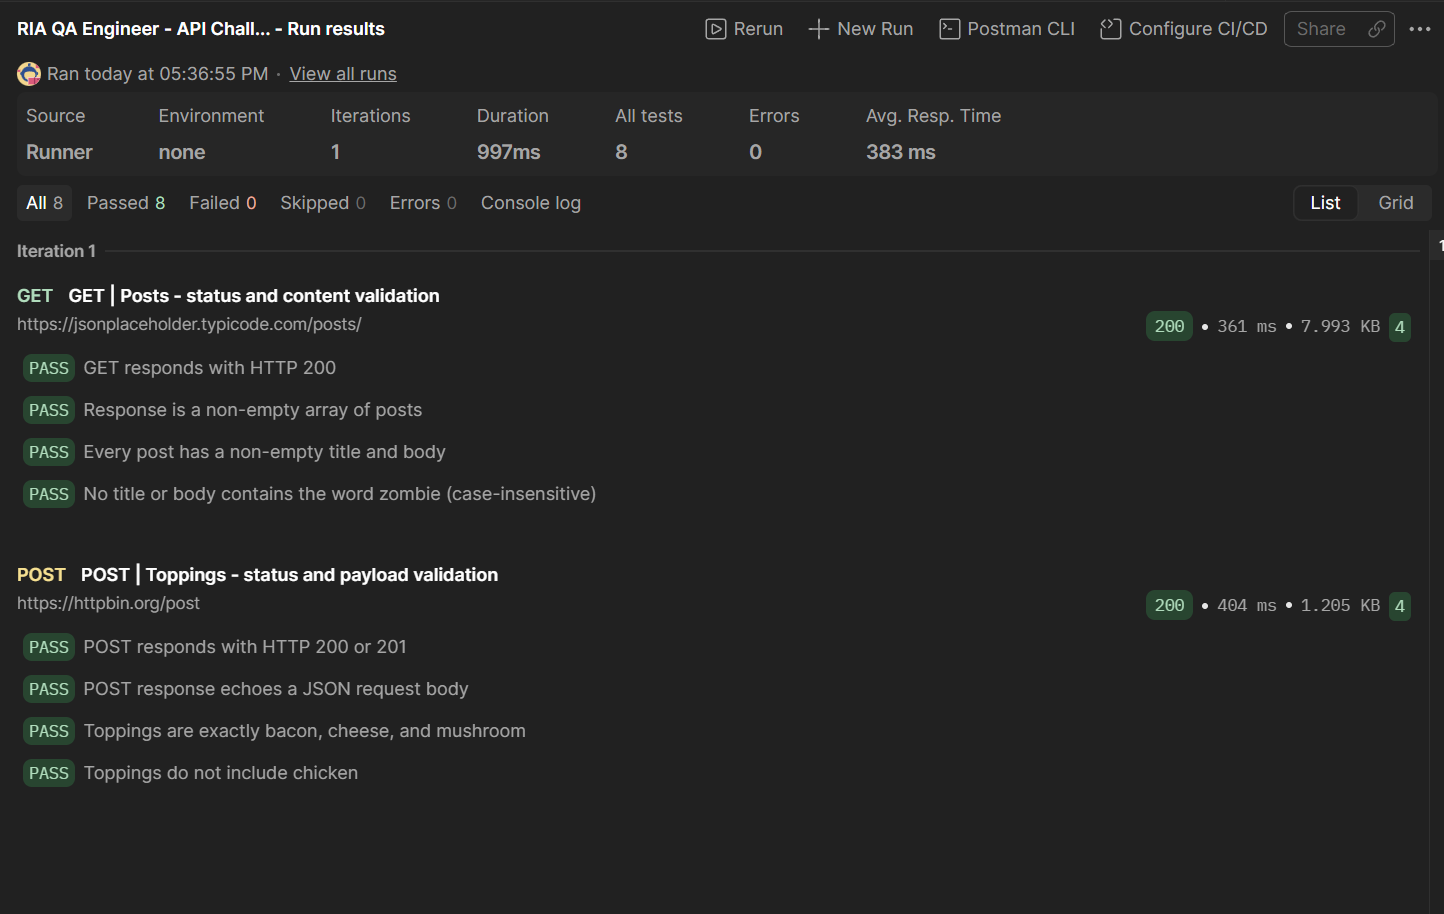 RIA QA Engineer - API Chall... - Run results
Rerun
New Run
Postman CLI
Configure CI/CD
Share
Ran today at 05:36:55 PM · View all runs
Source Environment Iterations Duration All tests Errors Avg. Resp. Time
Runner none 1 997ms 8 0 383 ms
All 8 Passed 8 Failed 0 Skipped 0 Errors 0 Console log
List Grid
Iteration 1
1
GET GET | Posts - status and content validation
https://jsonplaceholder.typicode.com/posts/
200 • 361 ms • 7.993 KB 4
PASS GET responds with HTTP 200
PASS Response is a non-empty array of posts
PASS Every post has a non-empty title and body
PASS No title or body contains the word zombie (case-insensitive)
POST POST | Toppings - status and payload validation
https://httpbin.org/post
200 • 404 ms • 1.205 KB 4
PASS POST responds with HTTP 200 or 201
PASS POST response echoes a JSON request body
PASS Toppings are exactly bacon, cheese, and mushroom
PASS Toppings do not include chicken